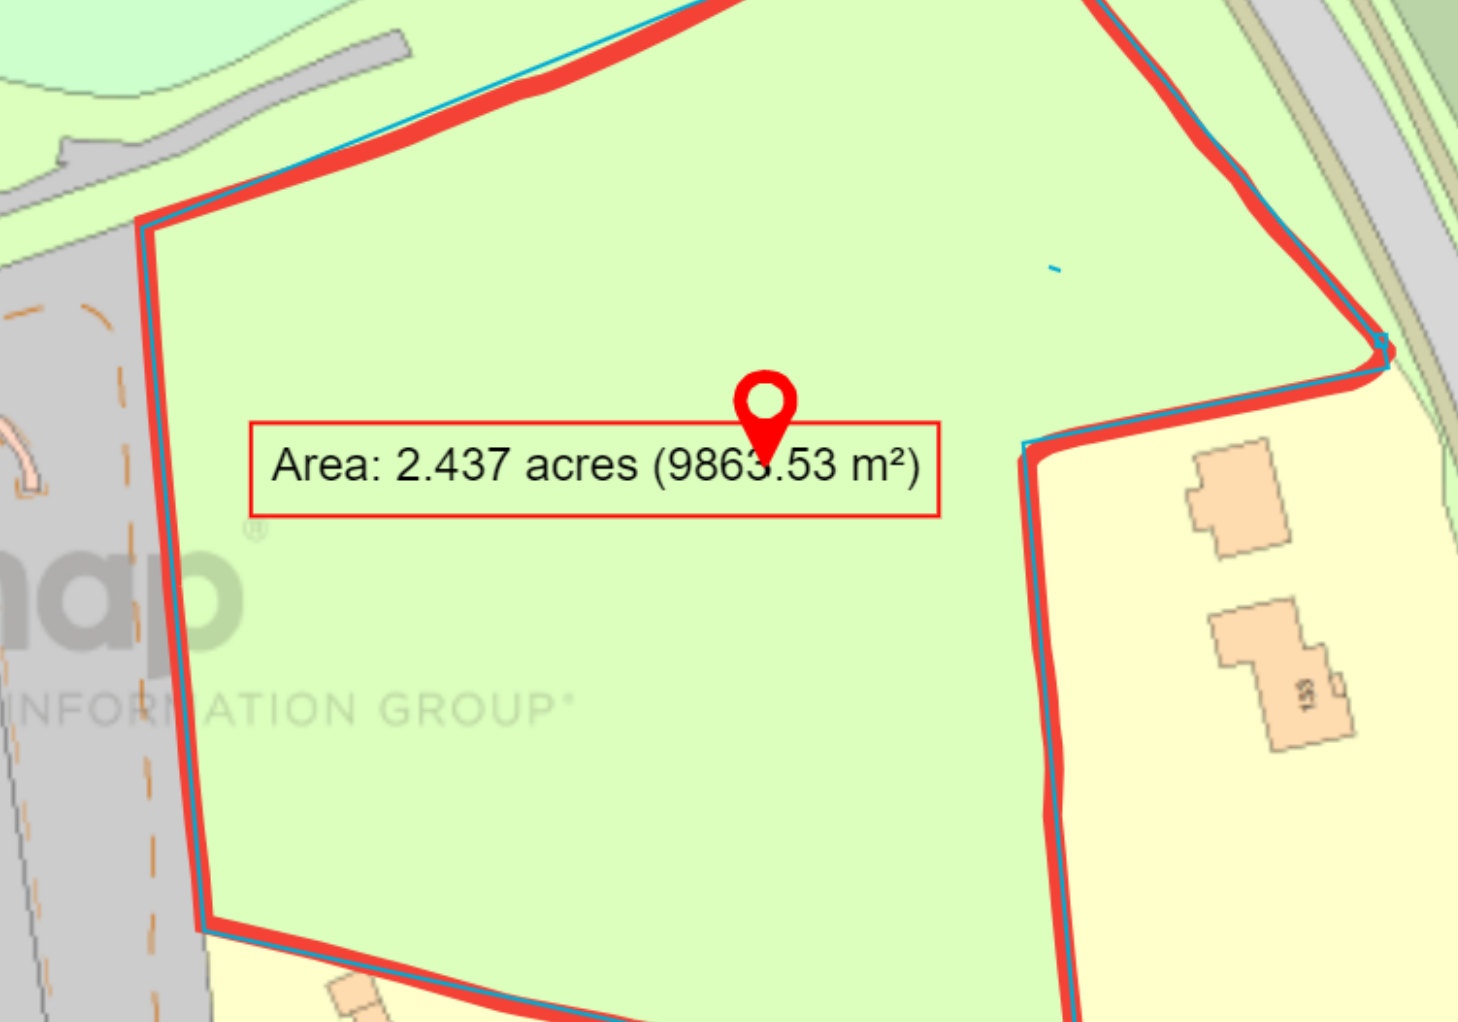 Area: 2.437 acres (9863.53 m²)
®
INFORMATION GROUP